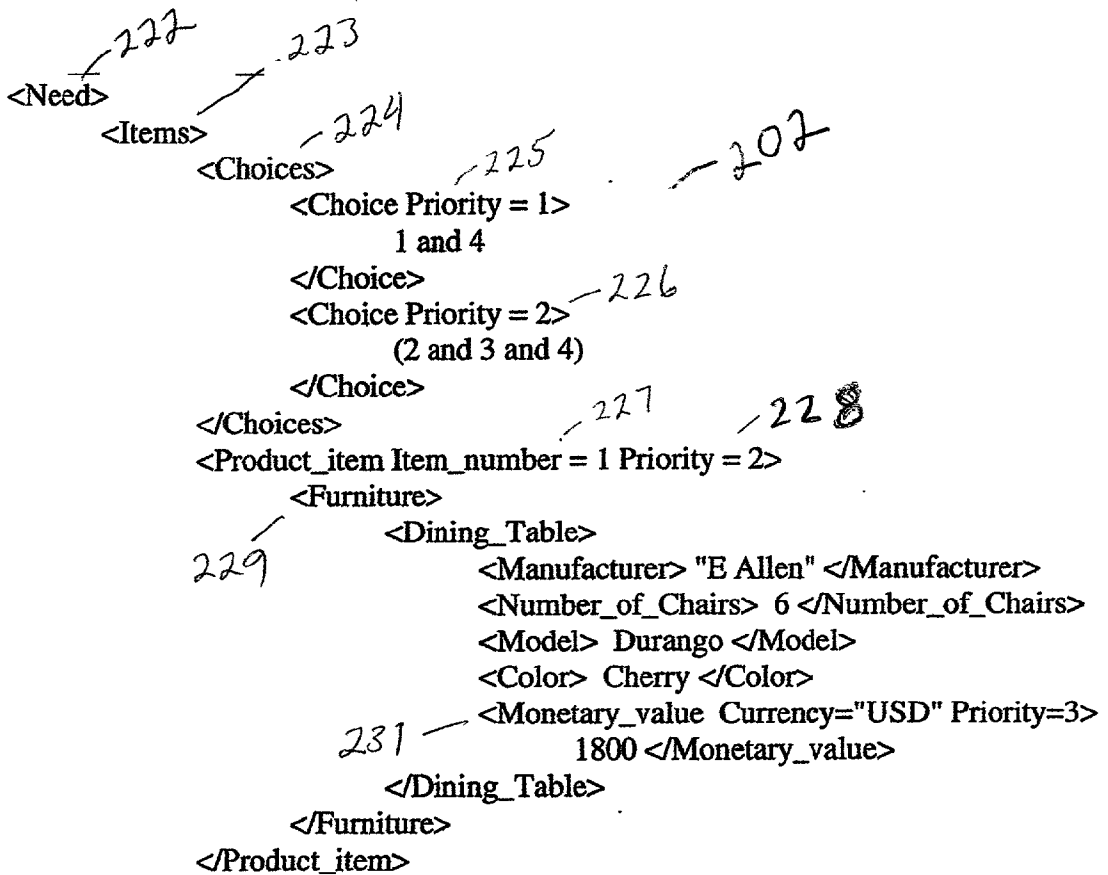 222
223
<Need>
<Items>
224
<Choices>
225
202
<Choice Priority = 1>
1 and 4
</Choice>
226
<Choice Priority = 2>
(2 and 3 and 4)
</Choice>
</Choices>
227
228
<Product_item Item_number = 1 Priority = 2>
<Furniture>
229
<Dining_Table>
<Manufacturer> "E Allen" </Manufacturer>
<Number_of_Chairs> 6 </Number_of_Chairs>
<Model> Durango </Model>
<Color> Cherry </Color>
231
<Monetary_value Currency="USD" Priority=3>
1800 </Monetary_value>
</Dining_Table>
</Furniture>
</Product_item>